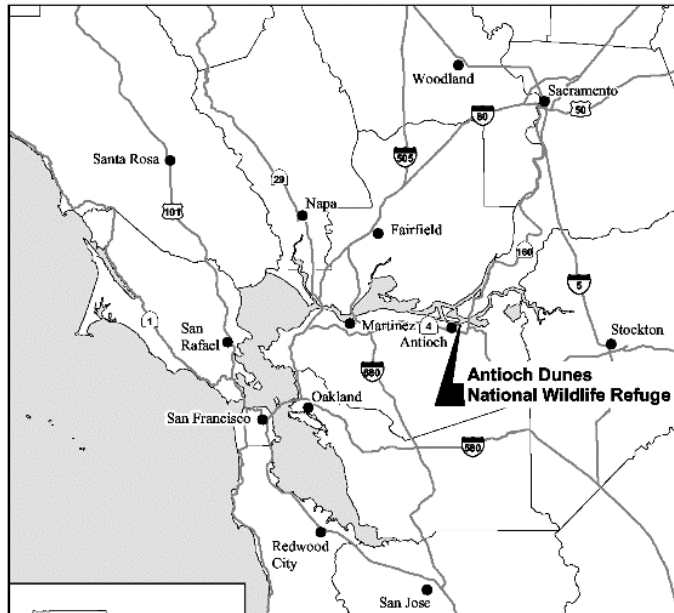 Woodland
Sacramento
50
80
505
Santa Rosa
29
101
Napa
Fairfield
160
5
1
San
Rafael
Martinez
4
Antioch
Stockton
680
Antioch Dunes
National Wildlife Refuge
Oakland
San Francisco
580
Redwood
City
San Jose